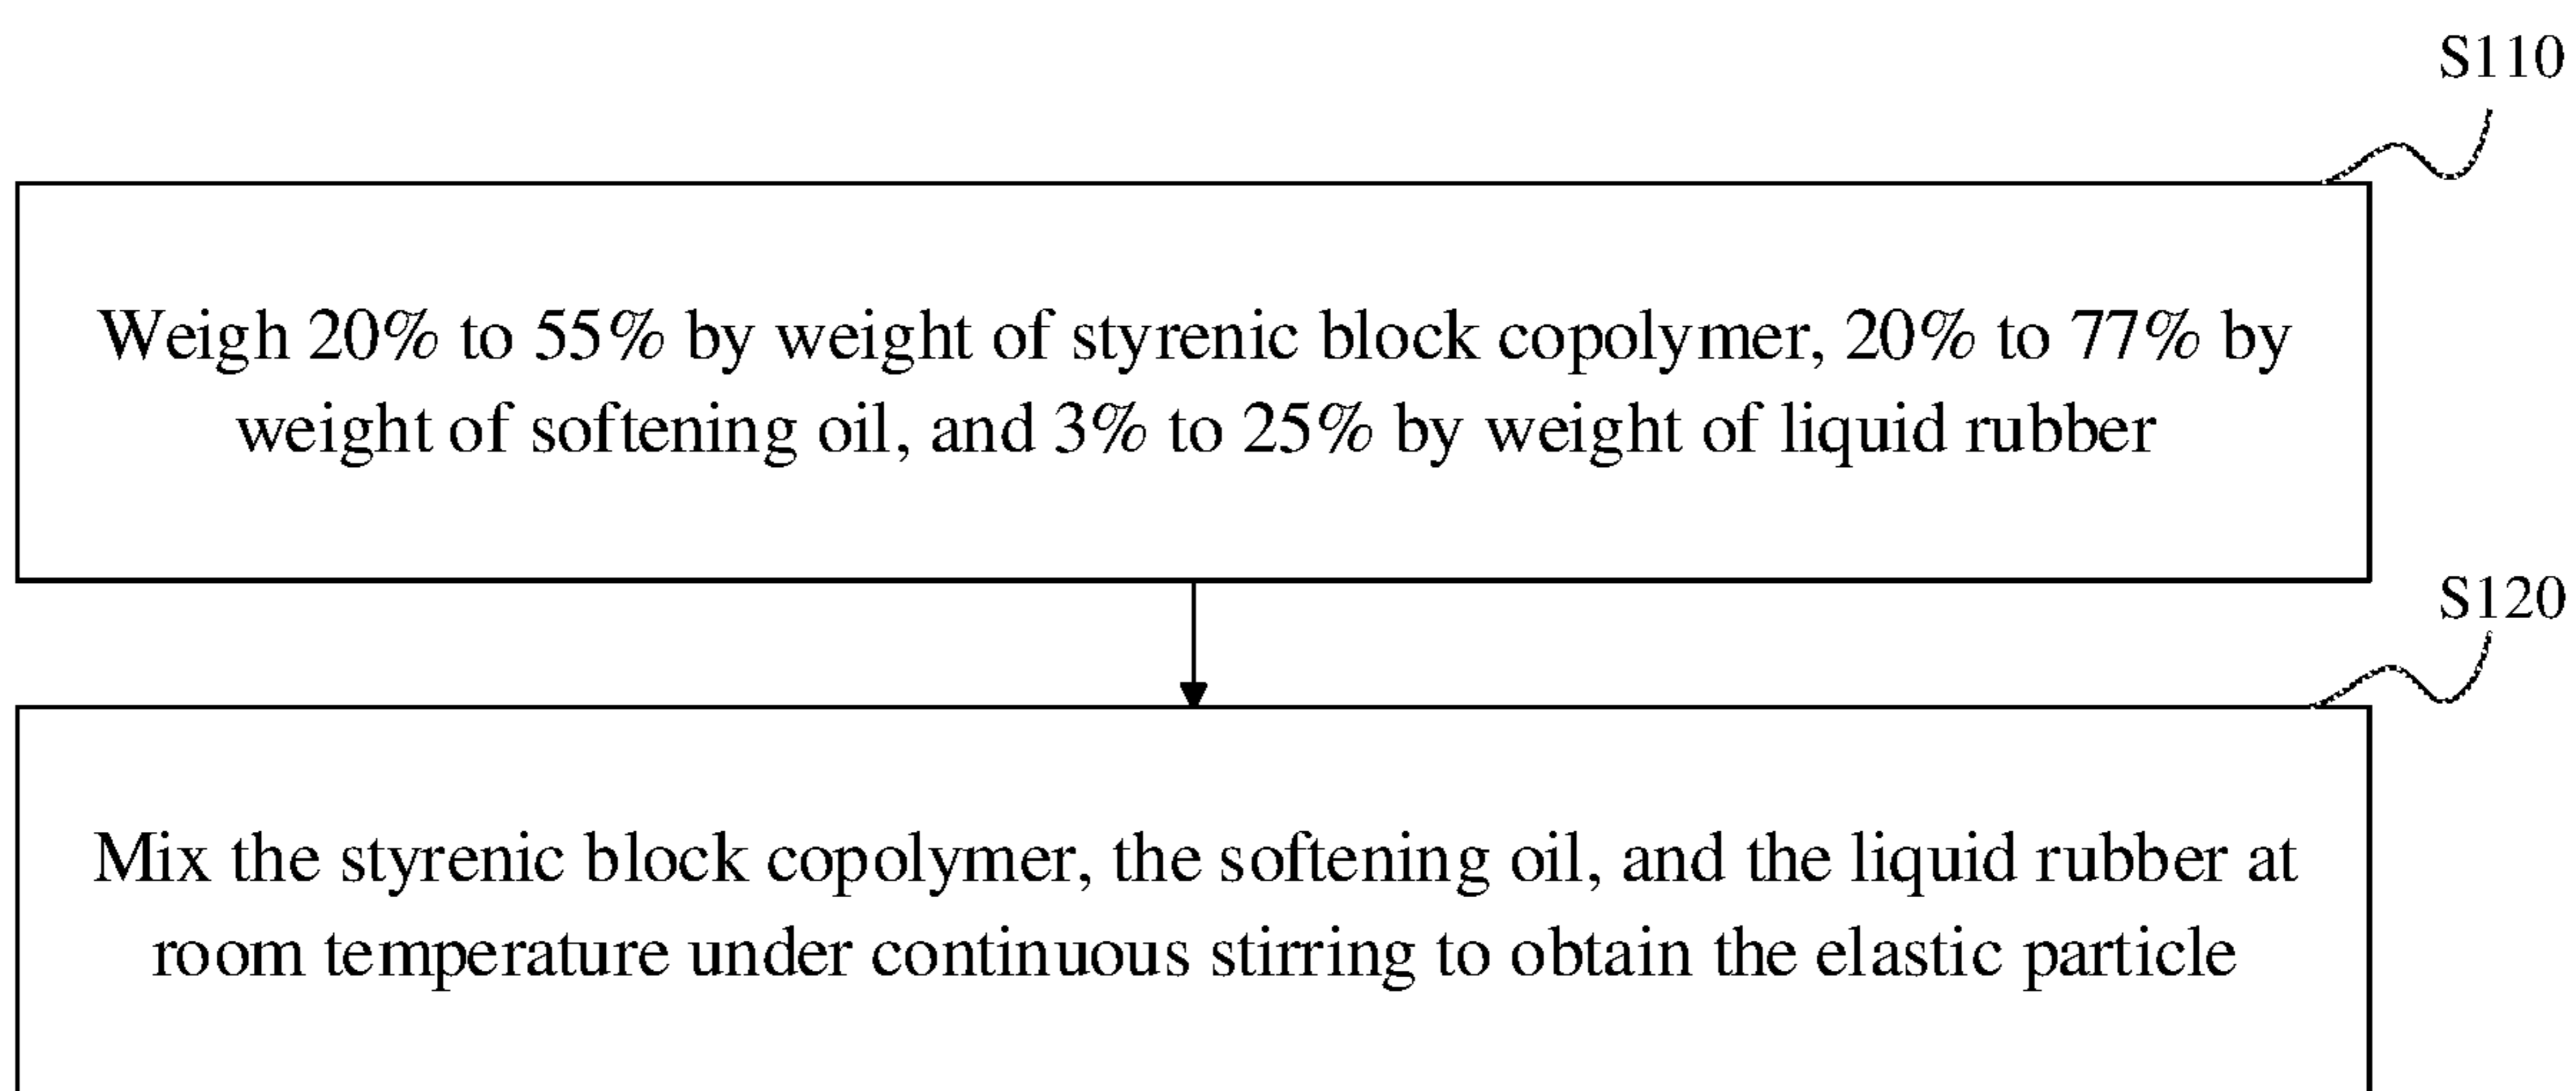 S110
Weigh 20% to 55% by weight of styrenic block copolymer, 20% to 77% by
weight of softening oil, and 3% to 25% by weight of liquid rubber
S120
Mix the styrenic block copolymer, the softening oil, and the liquid rubber at
room temperature under continuous stirring to obtain the elastic particle